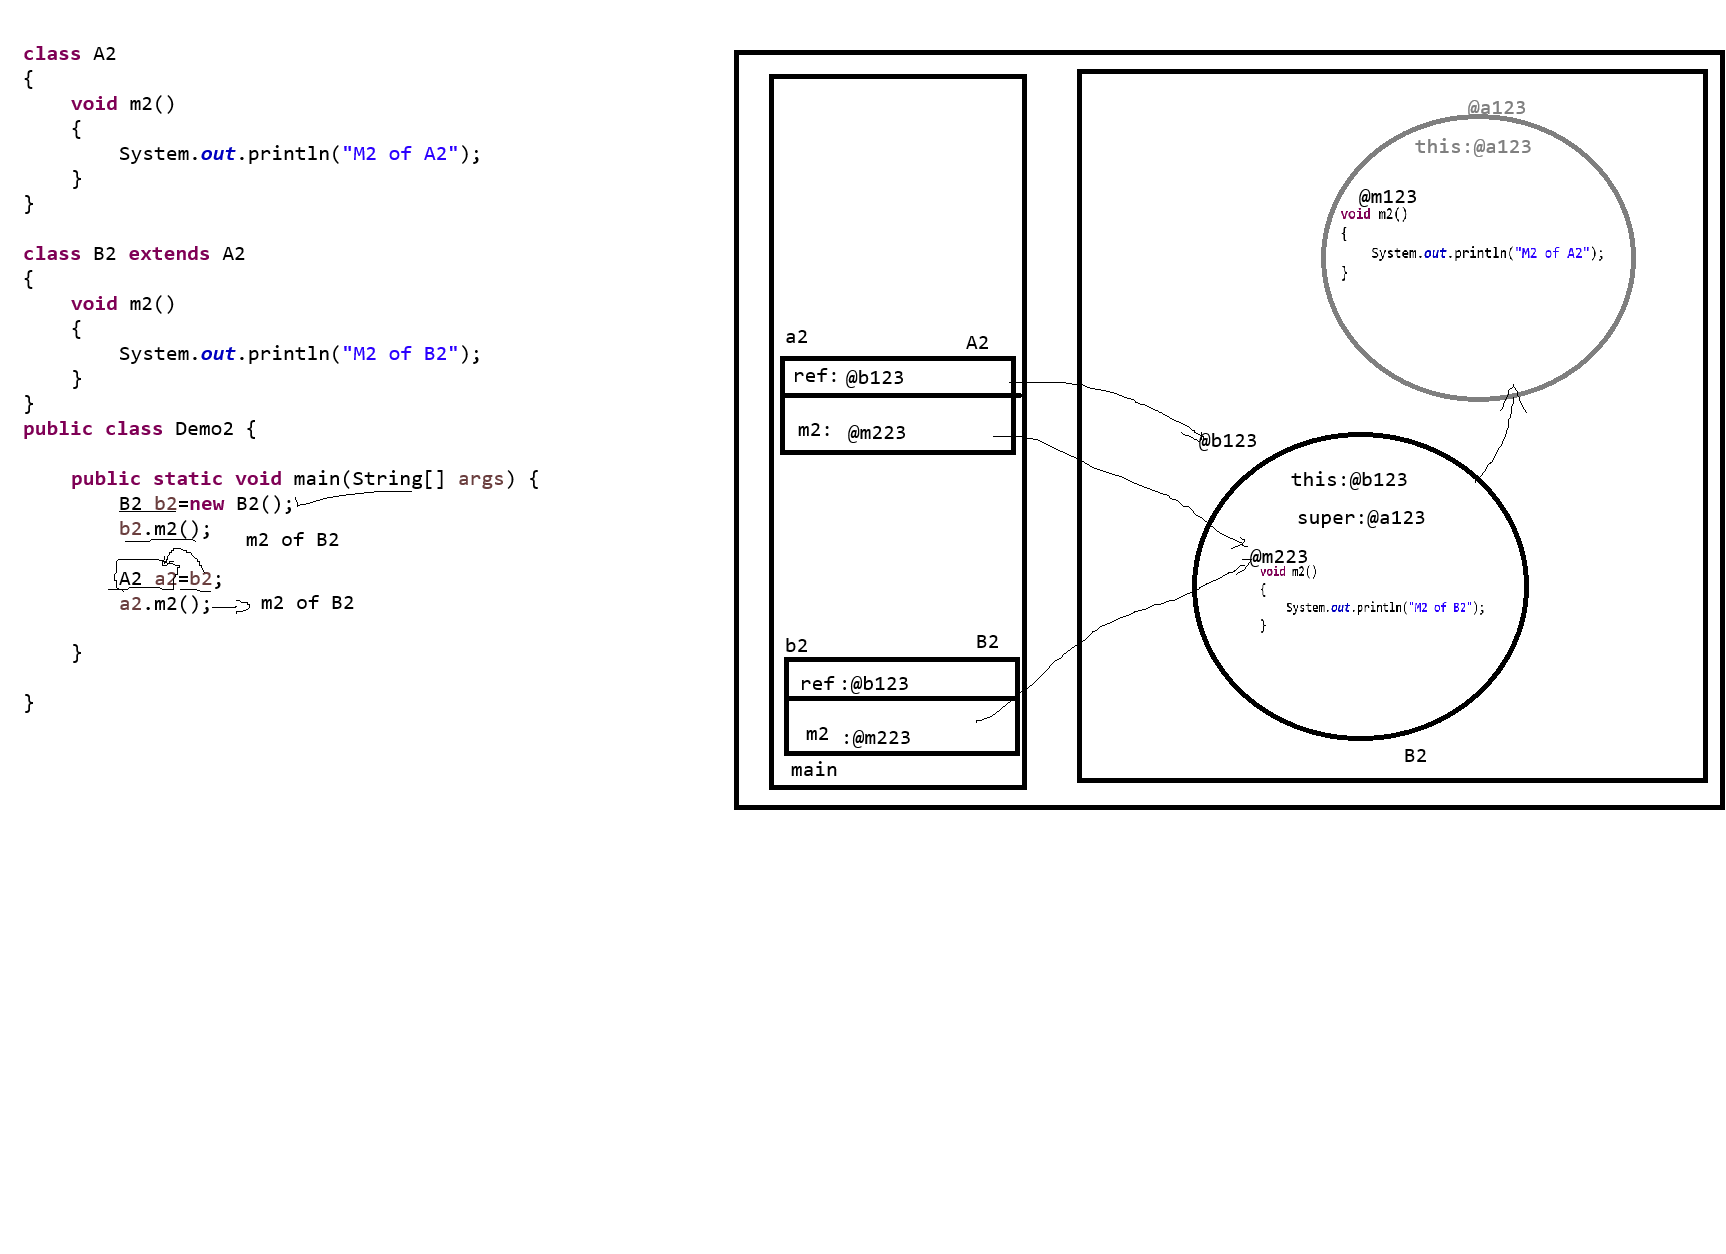 class A2
{
void m2()
{
System.out.println("M2 of A2");
}
}
class B2 extends A2
{
void m2()
{
System.out.println("M2 of B2");
}
}
public class Demo2 {
public static void main(String[] args) {
B2 b2=new B2();
b2.m2();
m2 of B2
A2 a2=b2;
a2.m2();
m2 of B2
}
}
a2
A2
ref: @b123
m2: @m223
b2
B2
ref :@b123
m2 :@m223
main
@a123
this:@a123
@m123
void m2()
{
System.out.println("M2 of A2");
}
@b123
this:@b123
super:@a123
@m223
void m2()
{
System.out.println("M2 of B2");
}
B2